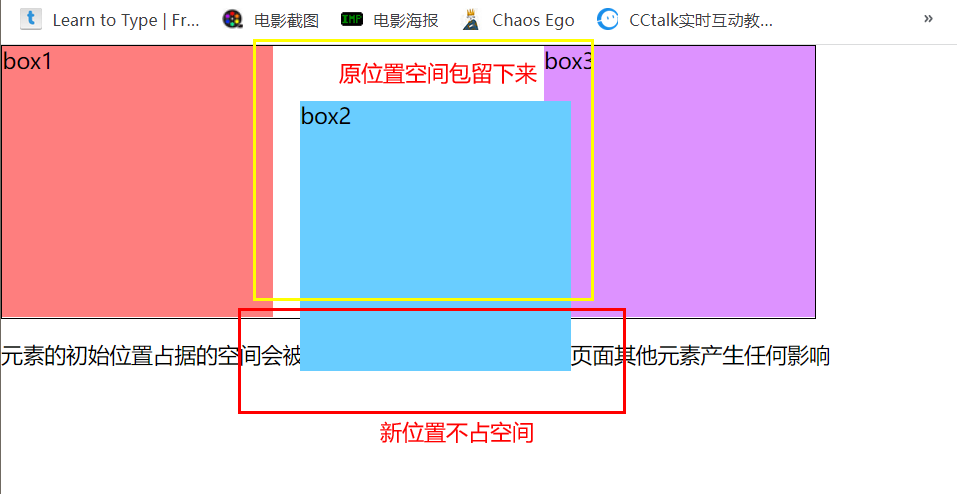 Learn to Type | Fr... 电影截图 IMP 电影海报 Chaos Ego CCtalk实时互动教... »
box1 box3
原位置空间包留下来
box2
元素的初始位置占据的空间会被 页面其他元素产生任何影响
新位置不占空间